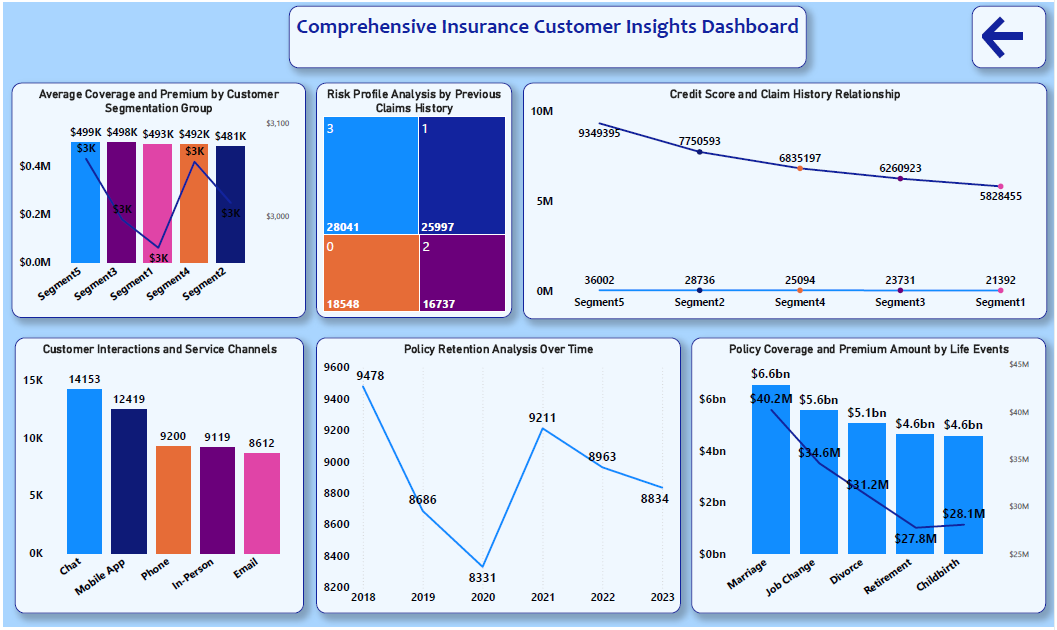 Comprehensive Insurance Customer Insights Dashboard
Average Coverage and Premium by Customer
Segmentation Group
$499K $498K $493K $492K $481K
$3,100
$3K
$3K
$0.4M
$3K
$3K
$0.2M
$3,000
$3K
$0.0M
Segment5
Segment3
Segment1
Segment4
Segment2
Risk Profile Analysis by Previous
Claims History
3
1
28041
25997
0
2
18548
16737
Credit Score and Claim History Relationship
10M
9349395
7750593
6835197
6260923
5828455
5M
36002
28736
25094
23731
21392
0M
Segment5
Segment2
Segment4
Segment3
Segment1
Customer Interactions and Service Channels
15K
14153
12419
10K
9200
9119
8612
5K
0K
Chat
Mobile App
Phone
In-Person
Email
Policy Retention Analysis Over Time
9600
9478
9400
9200
9211
9000
8963
8800
8834
8686
8600
8400
8331
8200
2018
2019
2020
2021
2022
2023
Policy Coverage and Premium Amount by Life Events
$45M
$6.6bn
$6bn
$40.2M
$5.6bn
$5.1bn
$4.6bn
$4.6bn
$40M
$4bn
$34.6M
$35M
$31.2M
$2bn
$30M
$27.8M
$28.1M
$0bn
$25M
Marriage
Job Change
Divorce
Retirement
Childbirth